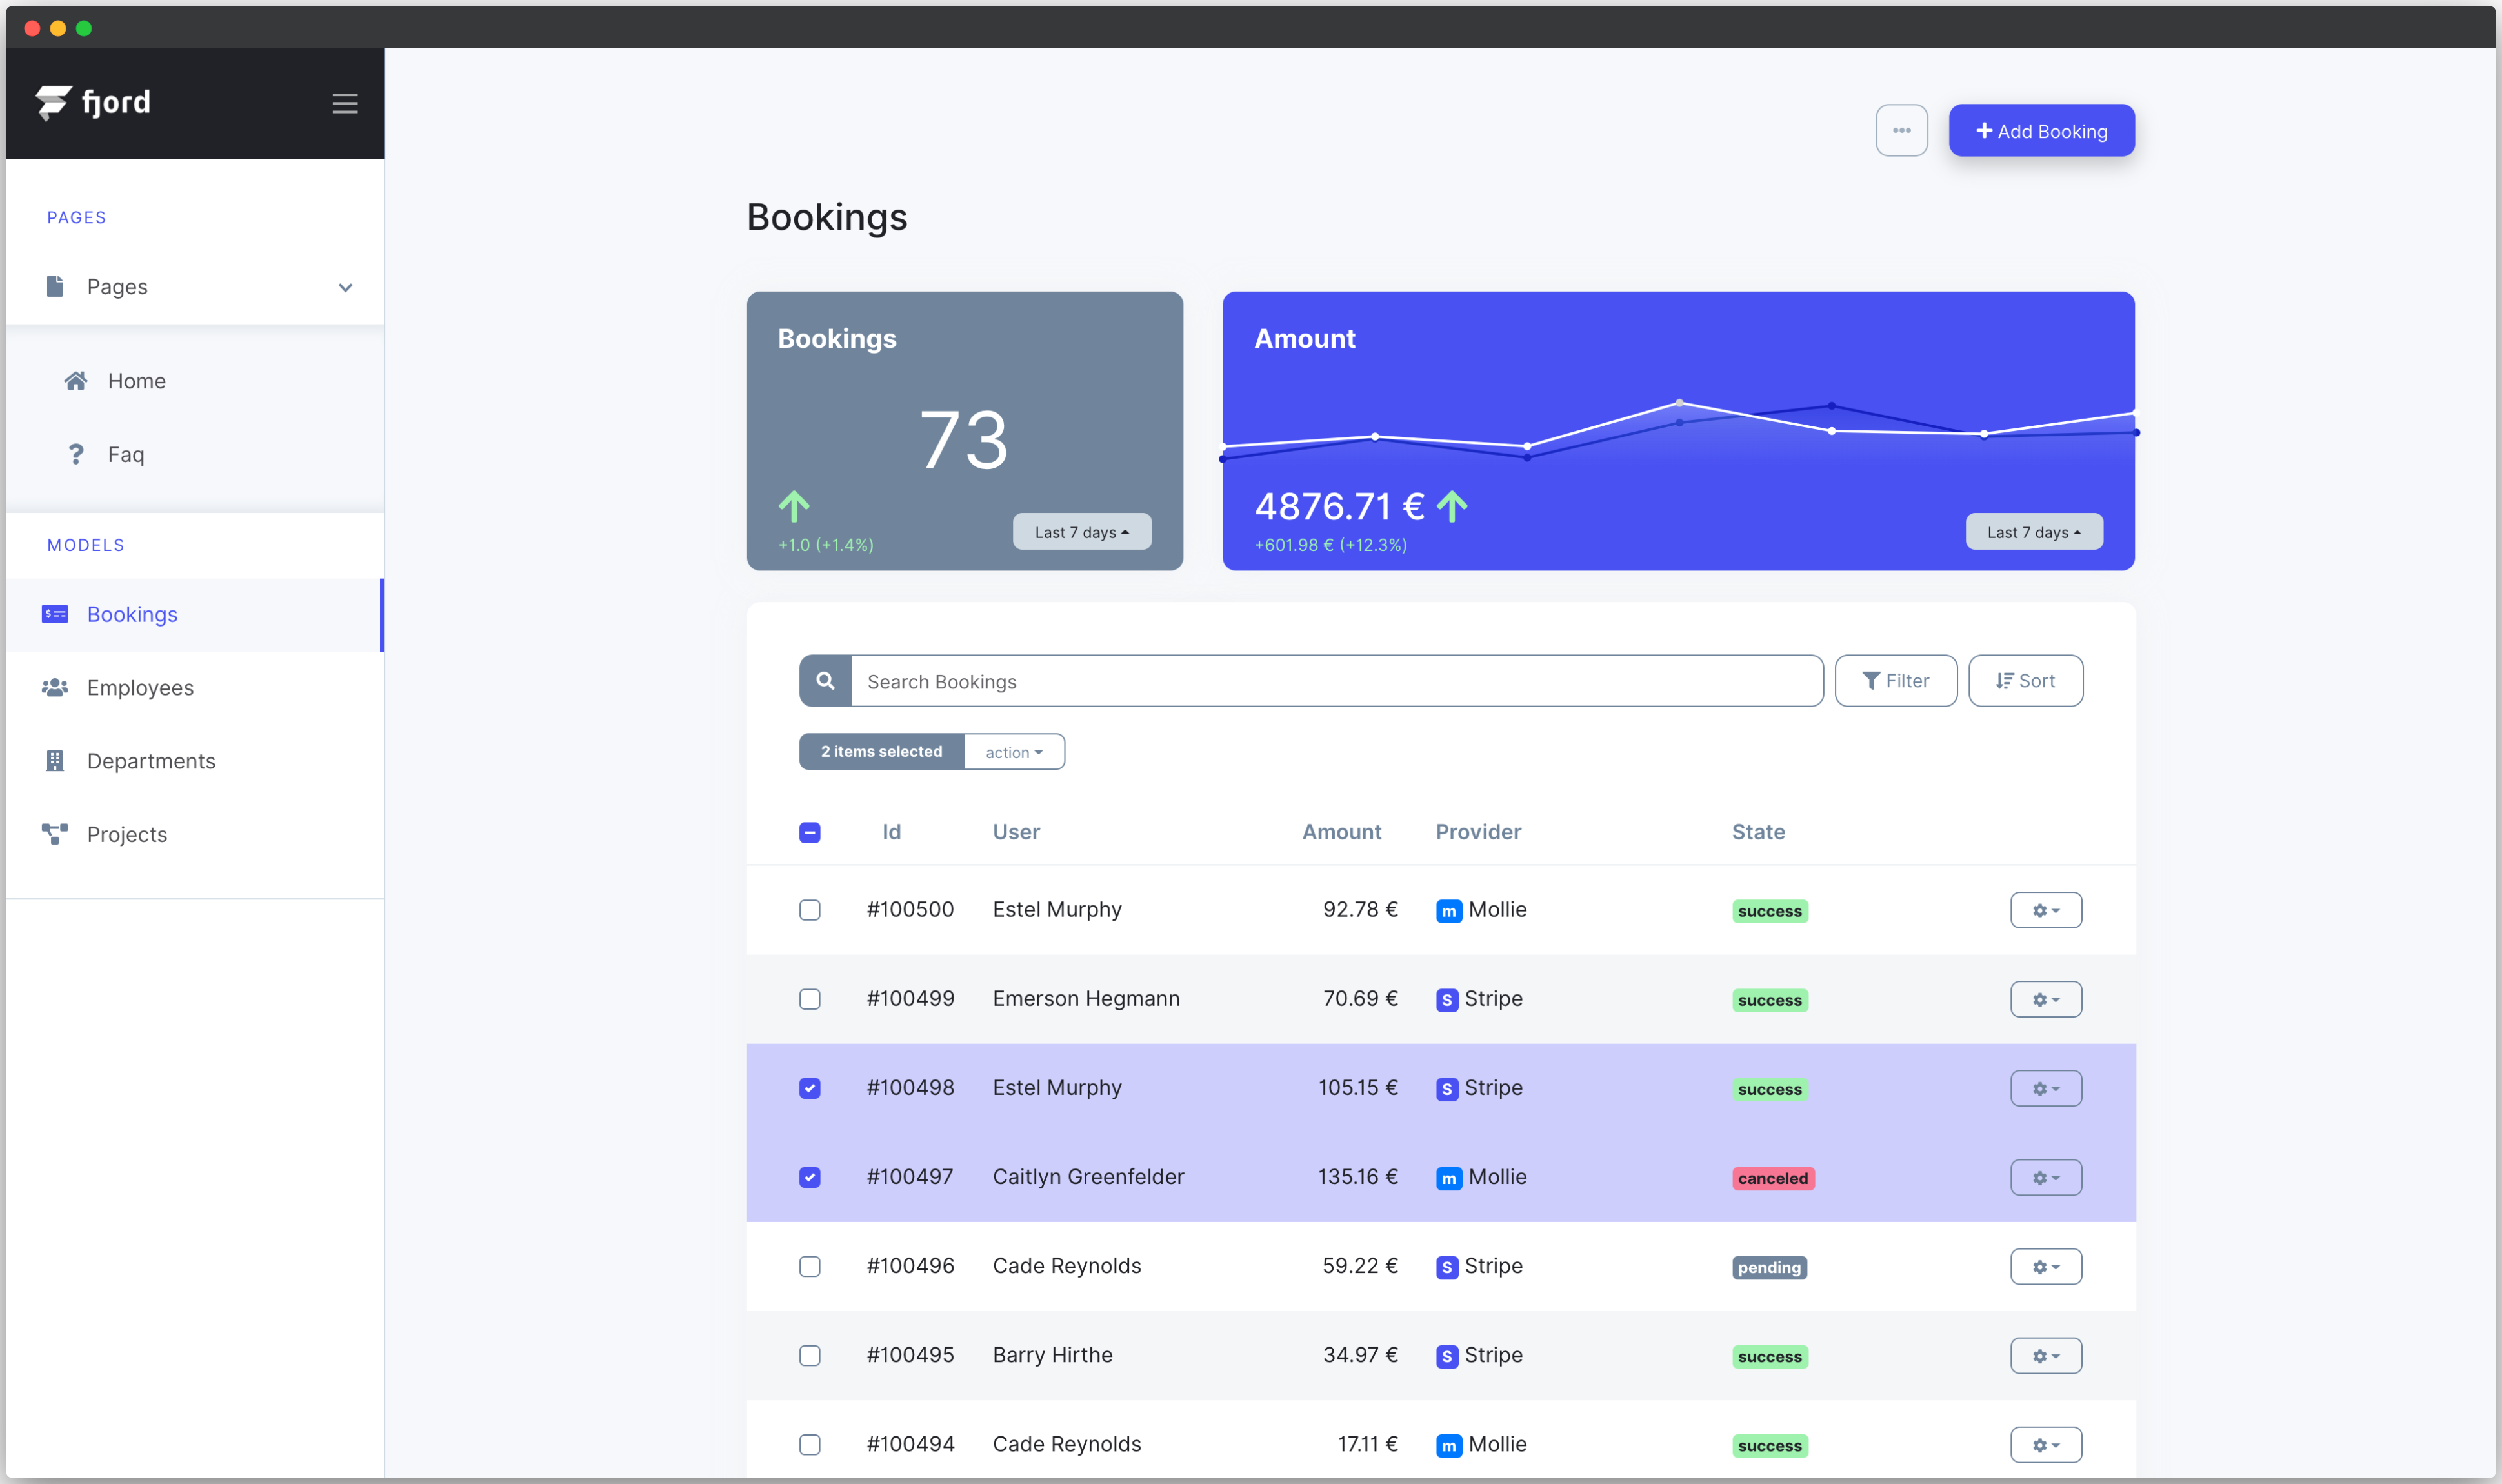 fjord
PAGES
Pages
Home
Faq
MODELS
Bookings
Employees
Departments
Projects
Add Booking
Bookings
Bookings
73
+1.0 (+1.4%)
Last 7 days
Amount
4876.71 €
+601.98 € (+12.3%)
Last 7 days
Search Bookings
Filter
Sort
2 items selected
action
Id User Amount Provider State
#100500 Estel Murphy 92.78 € m Mollie success
#100499 Emerson Hegmann 70.69 € S Stripe success
#100498 Estel Murphy 105.15 € S Stripe success
#100497 Caitlyn Greenfelder 135.16 € m Mollie canceled
#100496 Cade Reynolds 59.22 € S Stripe pending
#100495 Barry Hirthe 34.97 € S Stripe success
#100494 Cade Reynolds 17.11 € m Mollie success